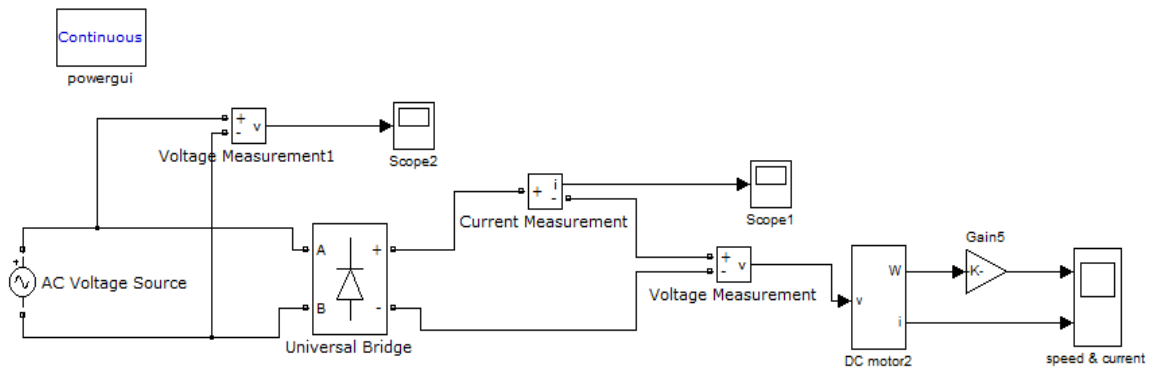 Continuous
powergui
+
-
v
Voltage Measurement1
Scope2
+
i
-
Current Measurement
Scope1
+
AC Voltage Source
A
B
+
-
Universal Bridge
+
-
v
Voltage Measurement
v
W
i
DC motor2
Gain5
-K-
speed & current